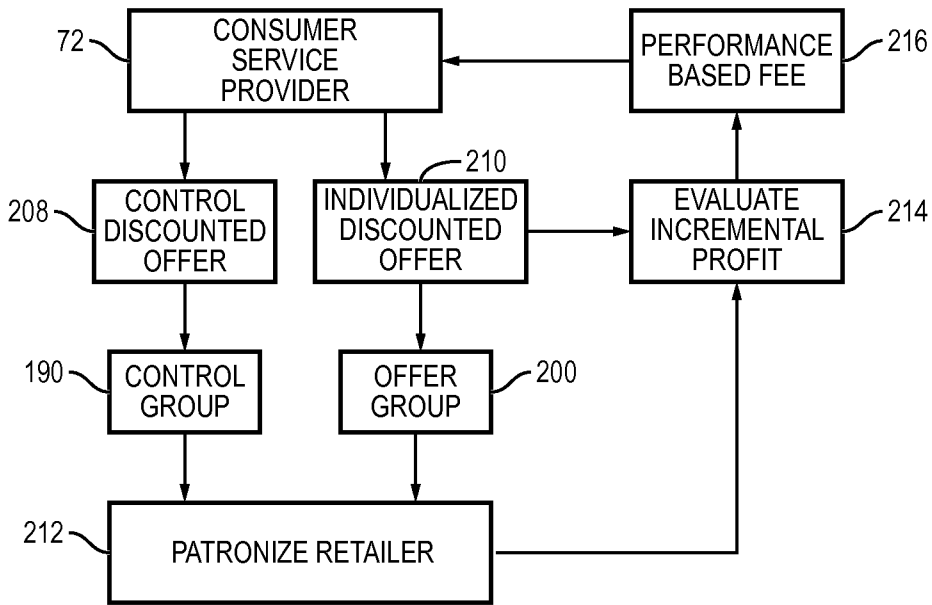 72
CONSUMER
SERVICE
PROVIDER
PERFORMANCE
BASED FEE
216
208
CONTROL
DISCOUNTED
OFFER
210
INDIVIDUALIZED
DISCOUNTED
OFFER
EVALUATE
INCREMENTAL
PROFIT
214
190
CONTROL
GROUP
OFFER
GROUP
200
212
PATRONIZE RETAILER